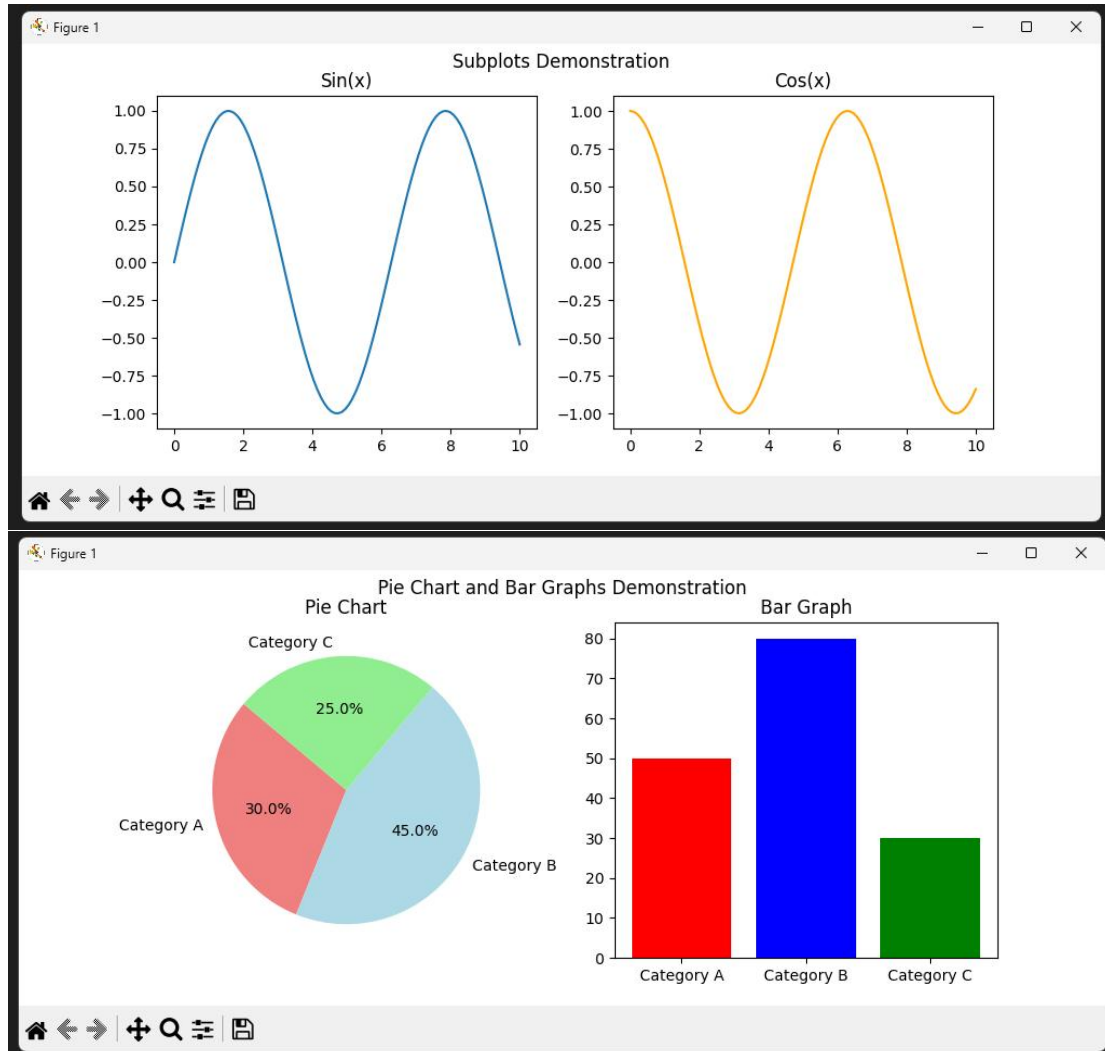 Figure 1
Subplots Demonstration
Sin(x)
1.00
0.75
0.50
0.25
0.00
−0.25
−0.50
−0.75
−1.00
0 2 4 6 8 10
Cos(x)
1.00
0.75
0.50
0.25
0.00
−0.25
−0.50
−0.75
−1.00
0 2 4 6 8 10
Figure 1
Pie Chart and Bar Graphs Demonstration
Pie Chart
Category C
25.0%
30.0%
Category A
45.0%
Category B
Bar Graph
80
70
60
50
40
30
20
10
0
Category A Category B Category C